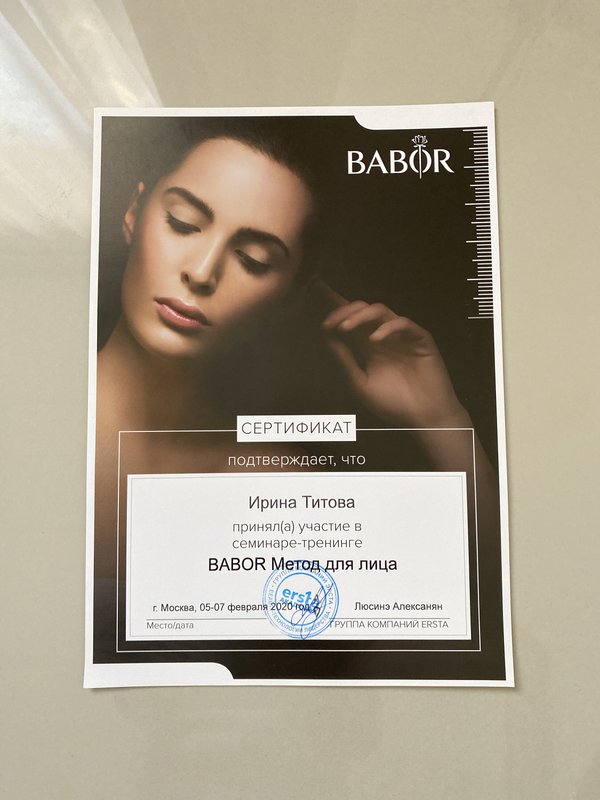 BABOR
СЕРТИФИКАТ
подтверждает, что
Ирина Титова
принял(а) участие в
семинаре-тренинге
BABOR Метод для лица
г. Москва, 05-07 февраля 2020 год
Люсинэ Алексанян
Место/дата
ГРУППА КОМПАНИЙ ERSTA
ersta